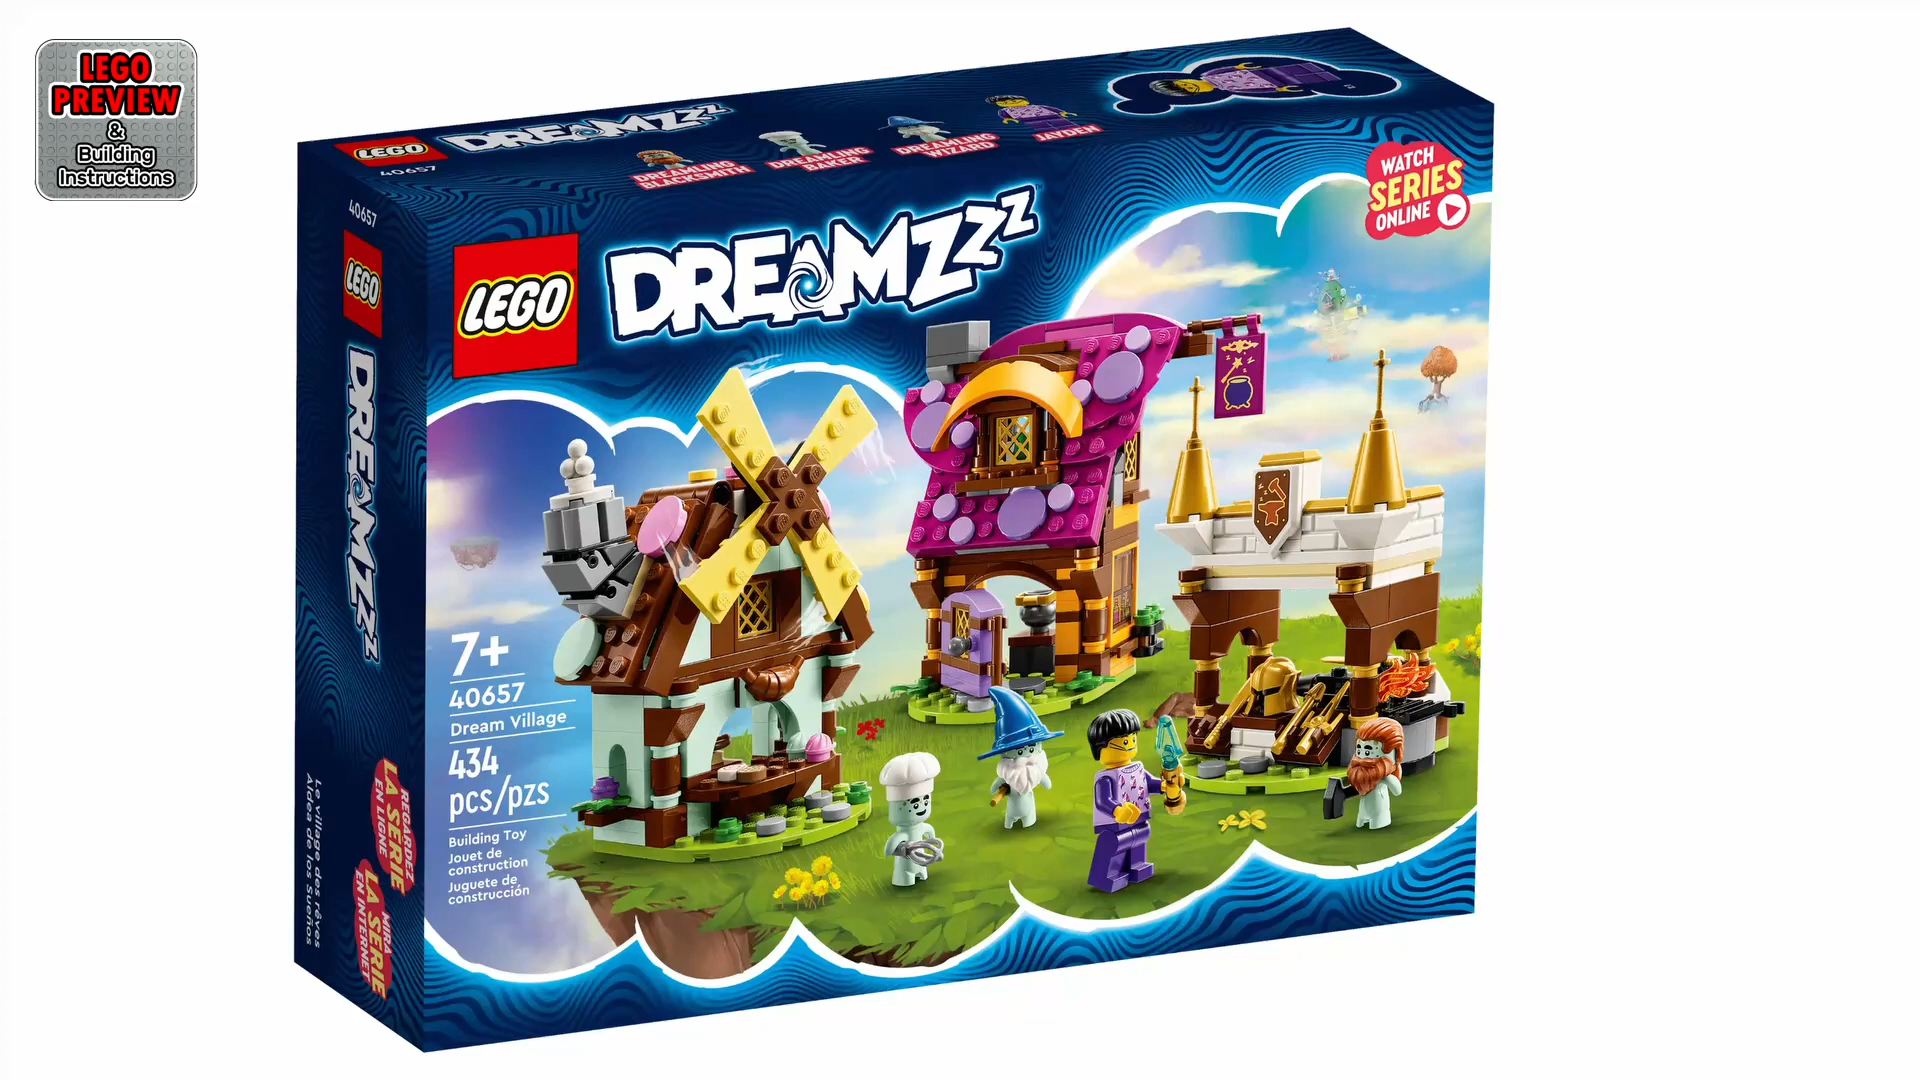 LEGO
PREVIEW
&
Building
Instructions
LEGO
DREAMZzz
40657
DREAMLING
BLACKSMITH
DREAMLING
BAKER
DREAMLING
WIZARD
JAYDEN
WATCH
SERIES
ONLINE
LEGO
DREAMZzz
7+
40657
Dream Village
434
pcs/pzs
Building Toy
Jouet de
construction
Juguete de
construcción
40657
LEGO
DREAMZzz
REGARDEZ
LA SÉRIE
EN LIGNE
MIRA
LA SERIE
EN INTERNET
Le village des rêves
Aldea de los Sueños